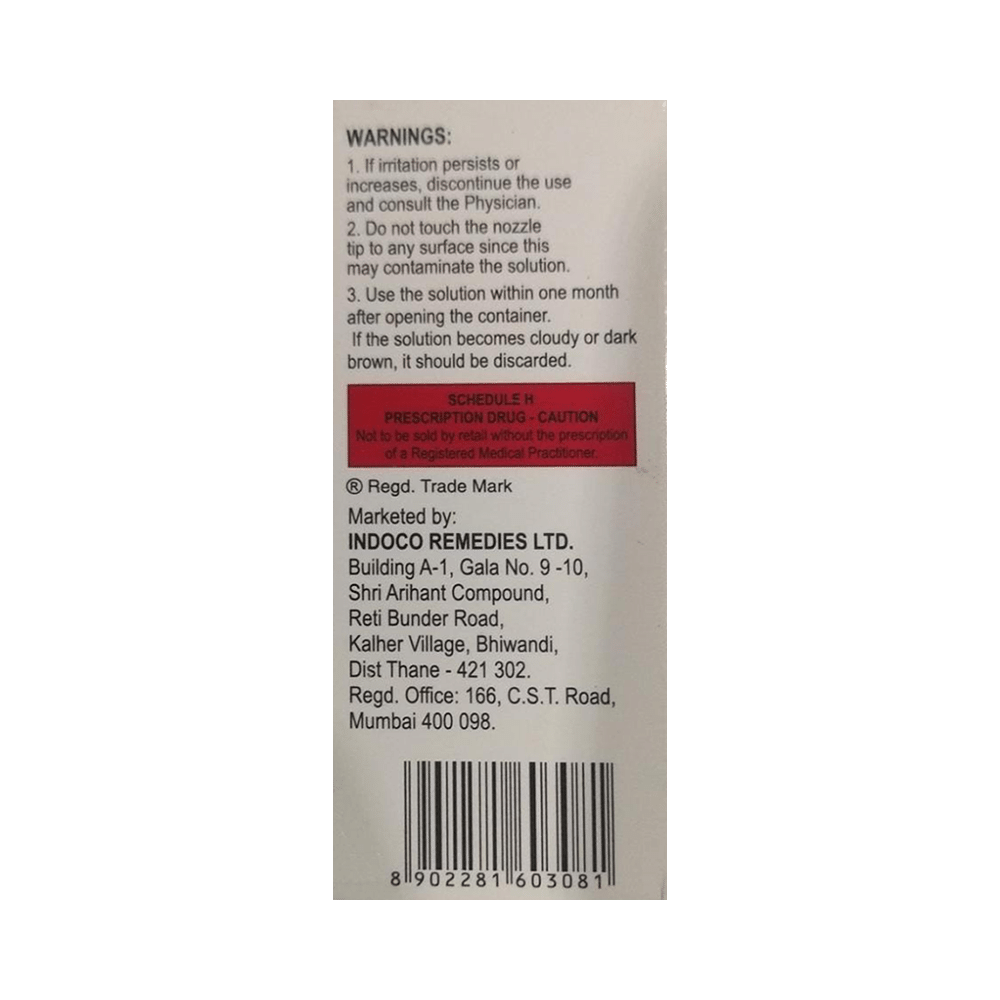 WARNINGS:
1. If irritation persists or
increases, discontinue the use
and consult the Physician.
2. Do not touch the nozzle
tip to any surface since this
may contaminate the solution.
3. Use the solution within one month
after opening the container.
If the solution becomes cloudy or dark
brown, it should be discarded.
SCHEDULE H
PRESCRIPTION DRUG - CAUTION
Not to be sold by retail without the prescription
of a Registered Medical Practitioner.
® Regd. Trade Mark
Marketed by:
INDOCO REMEDIES LTD.
Building A-1, Gala No. 9 -10,
Shri Arihant Compound,
Reti Bunder Road,
Kalher Village, Bhiwandi,
Dist Thane - 421 302.
Regd. Office: 166, C.S.T. Road,
Mumbai 400 098.
8 902281 603081